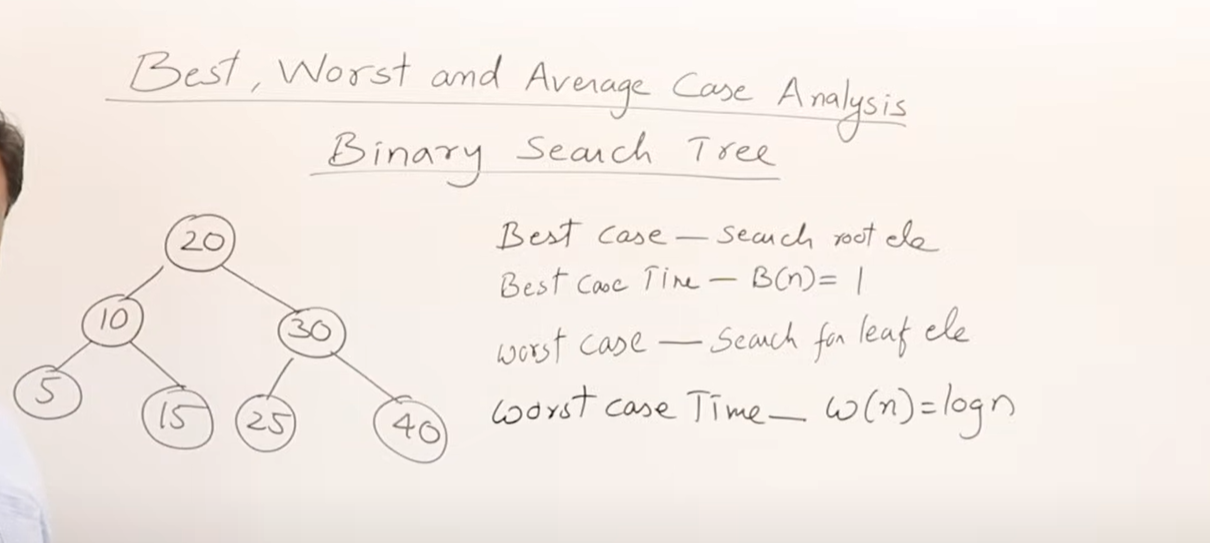 Best, Worst and Average Case Analysis
Binary Search Tree
20
10
30
5
15
25
40
Best case — Search root ele
Best Case Time — B(n) = 1
worst case — Search for leaf ele
worst case Time — w(n) = log n